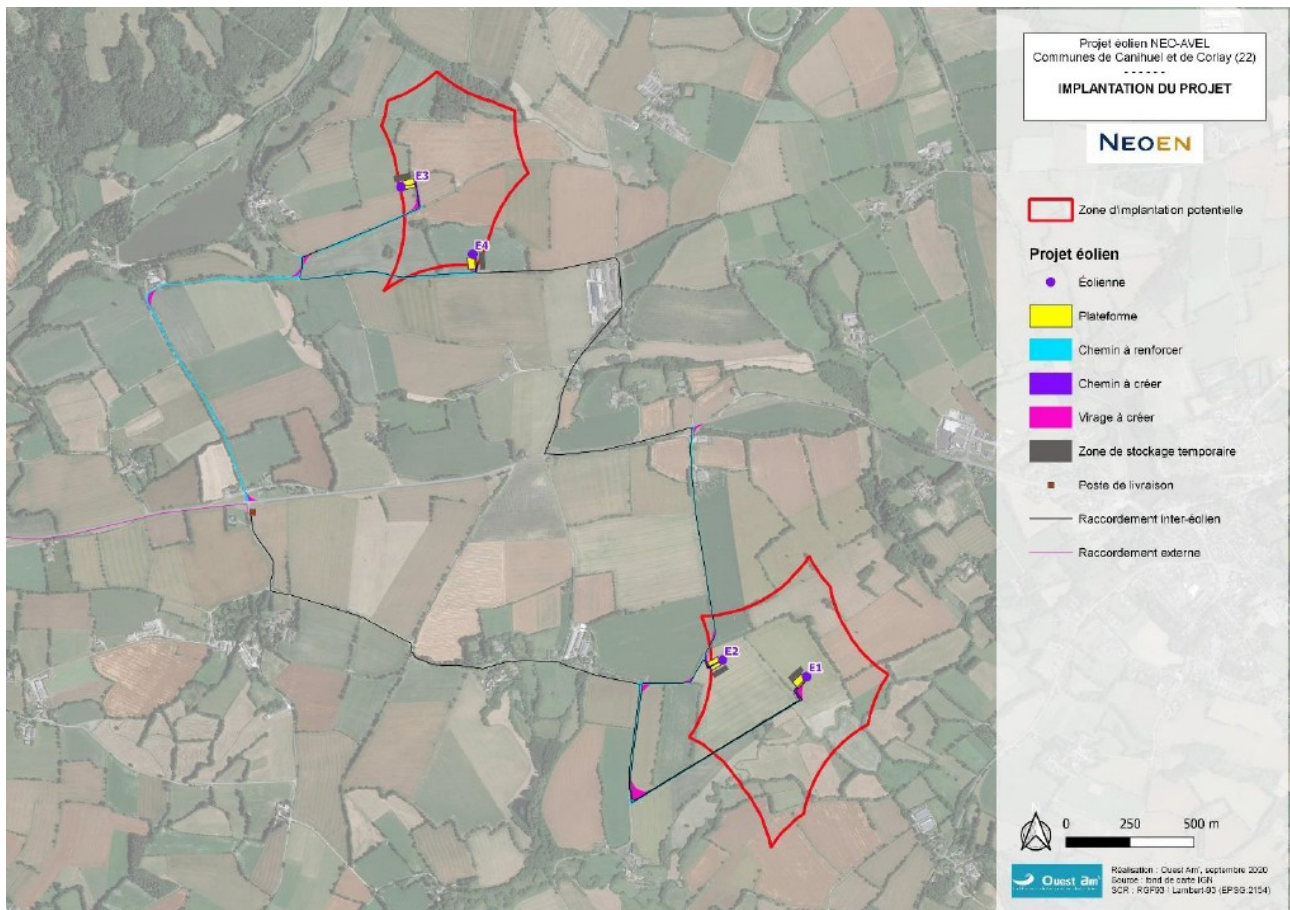 Projet éolien NEO-AVEL
Communes de Canihuel et de Corlay (22)
------
IMPLANTATION DU PROJET
NEOEN
Zone d'implantation potentielle
Projet éolien
Éolienne
Plateforme
Chemin à renforcer
Chemin à créer
Virage à créer
Zone de stockage temporaire
Poste de livraison
Raccordement inter-éolien
Raccordement externe
E3
E4
E2
E1
0 250 500 m
Ouest Am'
Réalisation : Ouest Am', septembre 2020
Source : fond de carte IGN
SCR : RGF93 / Lambert-93 (EPSG:2154)